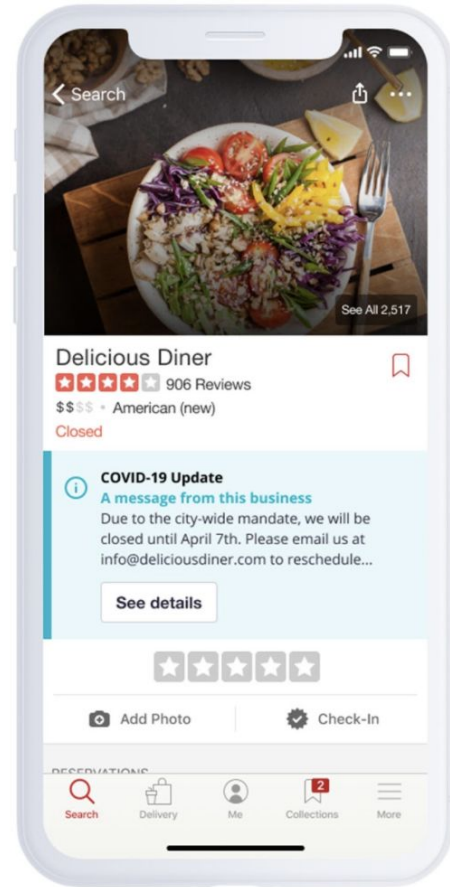 Search
See All 2,517
Delicious Diner
906 Reviews
$$$$ • American (new)
Closed
COVID-19 Update
A message from this business
Due to the city-wide mandate, we will be
closed until April 7th. Please email us at
info@deliciousdiner.com to reschedule...
See details
Add Photo
Check-In
RESERVATIONS
2
Search
Delivery
Me
Collections
More